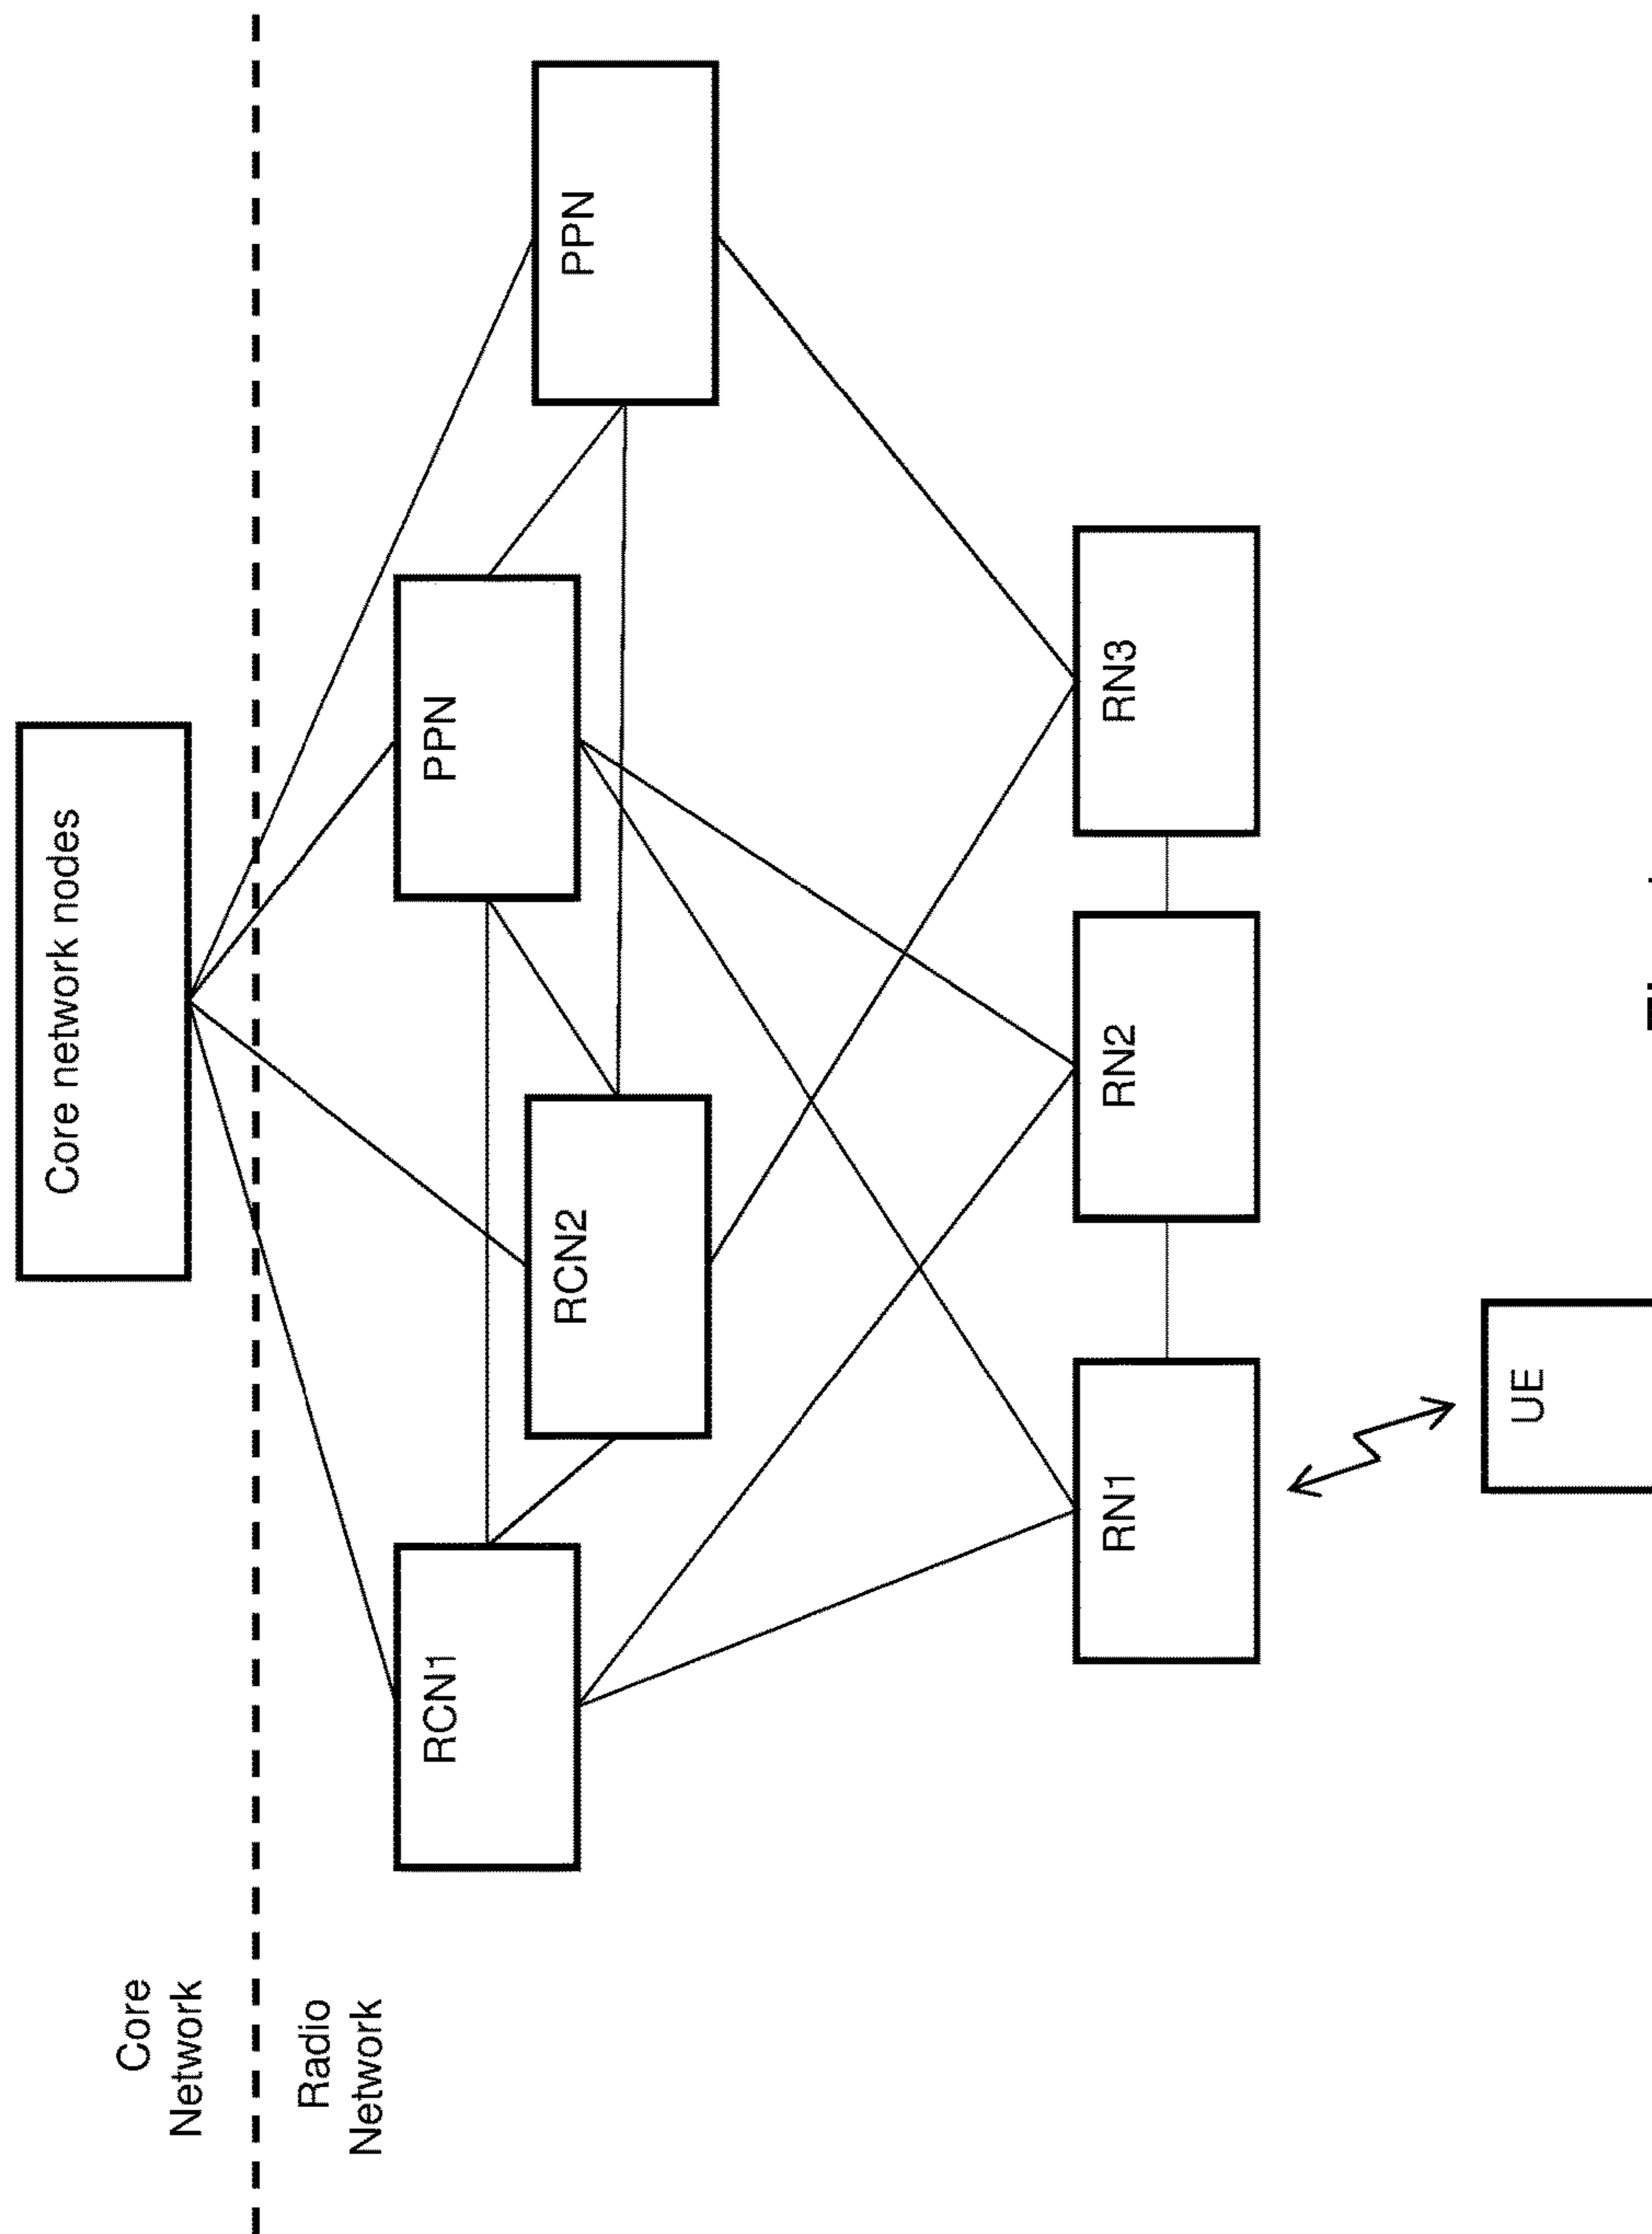 Core network nodes
Core
Network
Radio
Network
RCN1
RCN2
PPN
PPN
RN1
RN2
RN3
UE